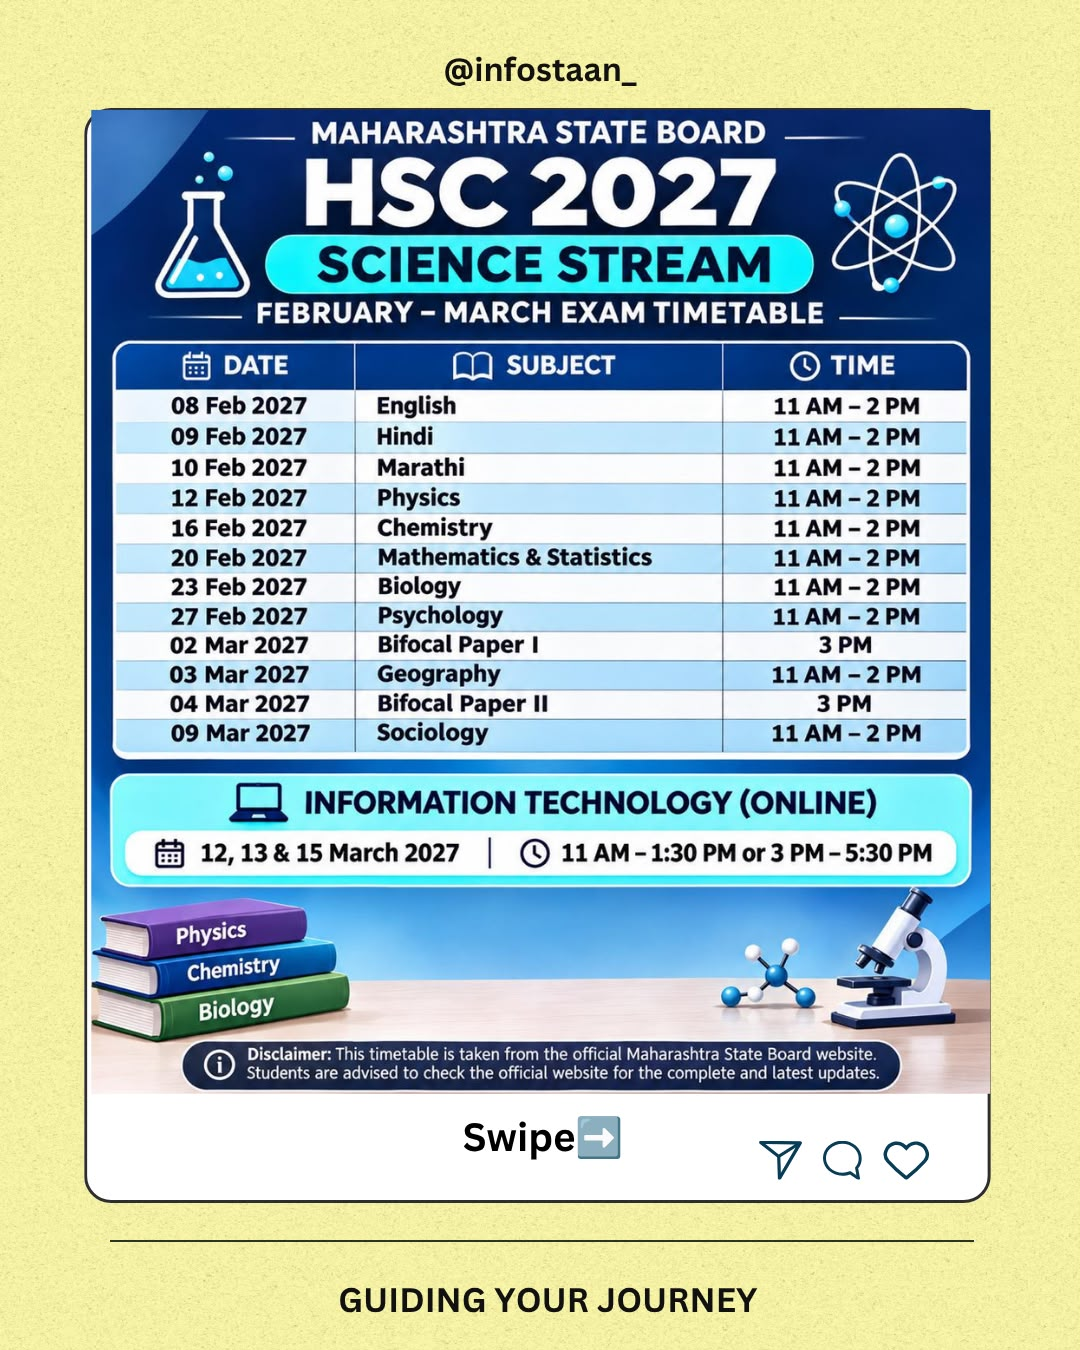 @infostaan_
MAHARASHTRA STATE BOARD
HSC 2027
SCIENCE STREAM
FEBRUARY – MARCH EXAM TIMETABLE
DATE SUBJECT TIME
08 Feb 2027 English 11 AM – 2 PM
09 Feb 2027 Hindi 11 AM – 2 PM
10 Feb 2027 Marathi 11 AM – 2 PM
12 Feb 2027 Physics 11 AM – 2 PM
16 Feb 2027 Chemistry 11 AM – 2 PM
20 Feb 2027 Mathematics & Statistics 11 AM – 2 PM
23 Feb 2027 Biology 11 AM – 2 PM
27 Feb 2027 Psychology 11 AM – 2 PM
02 Mar 2027 Bifocal Paper I 3 PM
03 Mar 2027 Geography 11 AM – 2 PM
04 Mar 2027 Bifocal Paper II 3 PM
09 Mar 2027 Sociology 11 AM – 2 PM
INFORMATION TECHNOLOGY (ONLINE)
12, 13 & 15 March 2027 | 11 AM – 1:30 PM or 3 PM – 5:30 PM
Physics
Chemistry
Biology
Disclaimer: This timetable is taken from the official Maharashtra State Board website.
Students are advised to check the official website for the complete and latest updates.
Swipe➡️
GUIDING YOUR JOURNEY